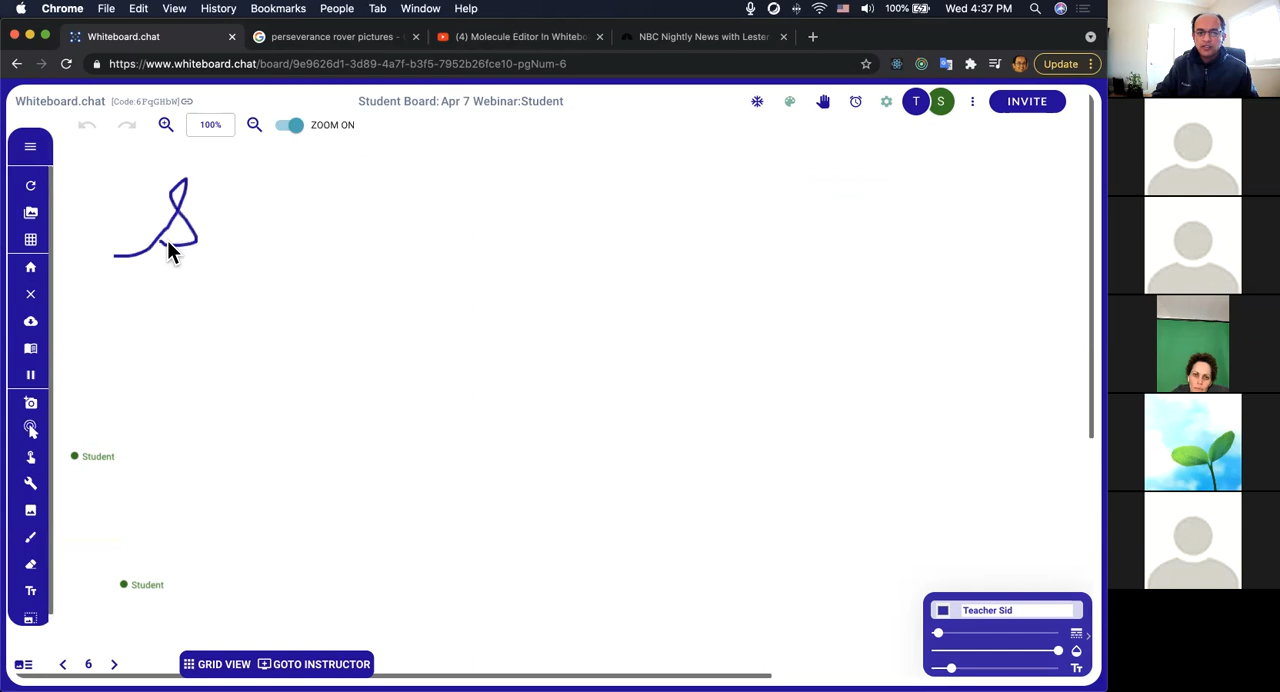 Chrome File Edit View History Bookmarks People Tab Window Help 100% Wed 4:37 PM
Whiteboard.chat perseverance rover pictures - (4) Molecule Editor In Whitebo NBC Nightly News with Lester
https://www.whiteboard.chat/board/9e9626d1-3d89-4a7f-b3f5-7952b26fce10-pgNum-6 Update
Whiteboard.chat [Code:6FqGHbW] Student Board: Apr 7 Webinar:Student T S INVITE
100% ZOOM ON
Student
Student
Teacher Sid
Tт
Tт
6 GRID VIEW GOTO INSTRUCTOR